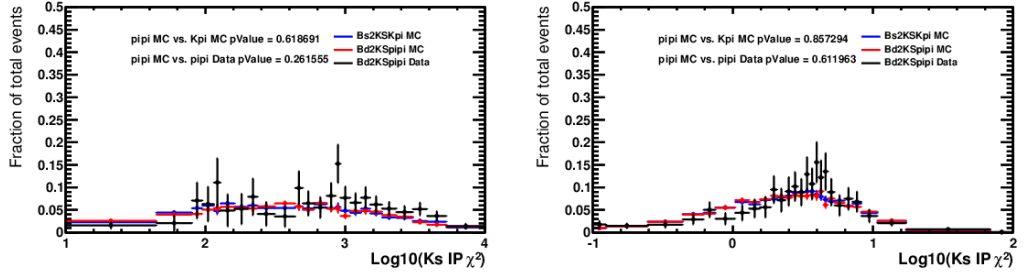 Fraction of total events
0.5
0.45
0.4
0.35
0.3
0.25
0.2
0.15
0.1
0.05
0
pipi MC vs. Kpi MC pValue = 0.618691
pipi MC vs. pipi Data pValue = 0.261555
Bs2KSKpi MC
Bd2KSpipi MC
Bd2KSpipi Data
1 2 3 4
Log10(Ks IP χ²)
Fraction of total events
0.5
0.45
0.4
0.35
0.3
0.25
0.2
0.15
0.1
0.05
0
pipi MC vs. Kpi MC pValue = 0.857294
pipi MC vs. pipi Data pValue = 0.611963
Bs2KSKpi MC
Bd2KSpipi MC
Bd2KSpipi Data
-1 0 1 2
Log10(Ks IP χ²)